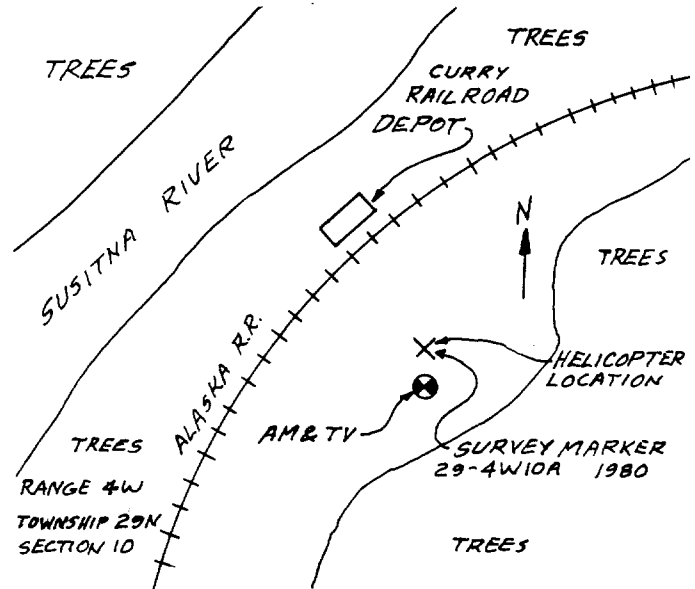 TREES
TREES
CURRY
RAILROAD
DEPOT
SUSITNA RIVER
N
TREES
ALASKA R.R.
HELICOPTER
LOCATION
AM & TV
SURVEY MARKER
29-4W10A 1980
TREES
RANGE 4W
TOWNSHIP 29N
SECTION 10
TREES